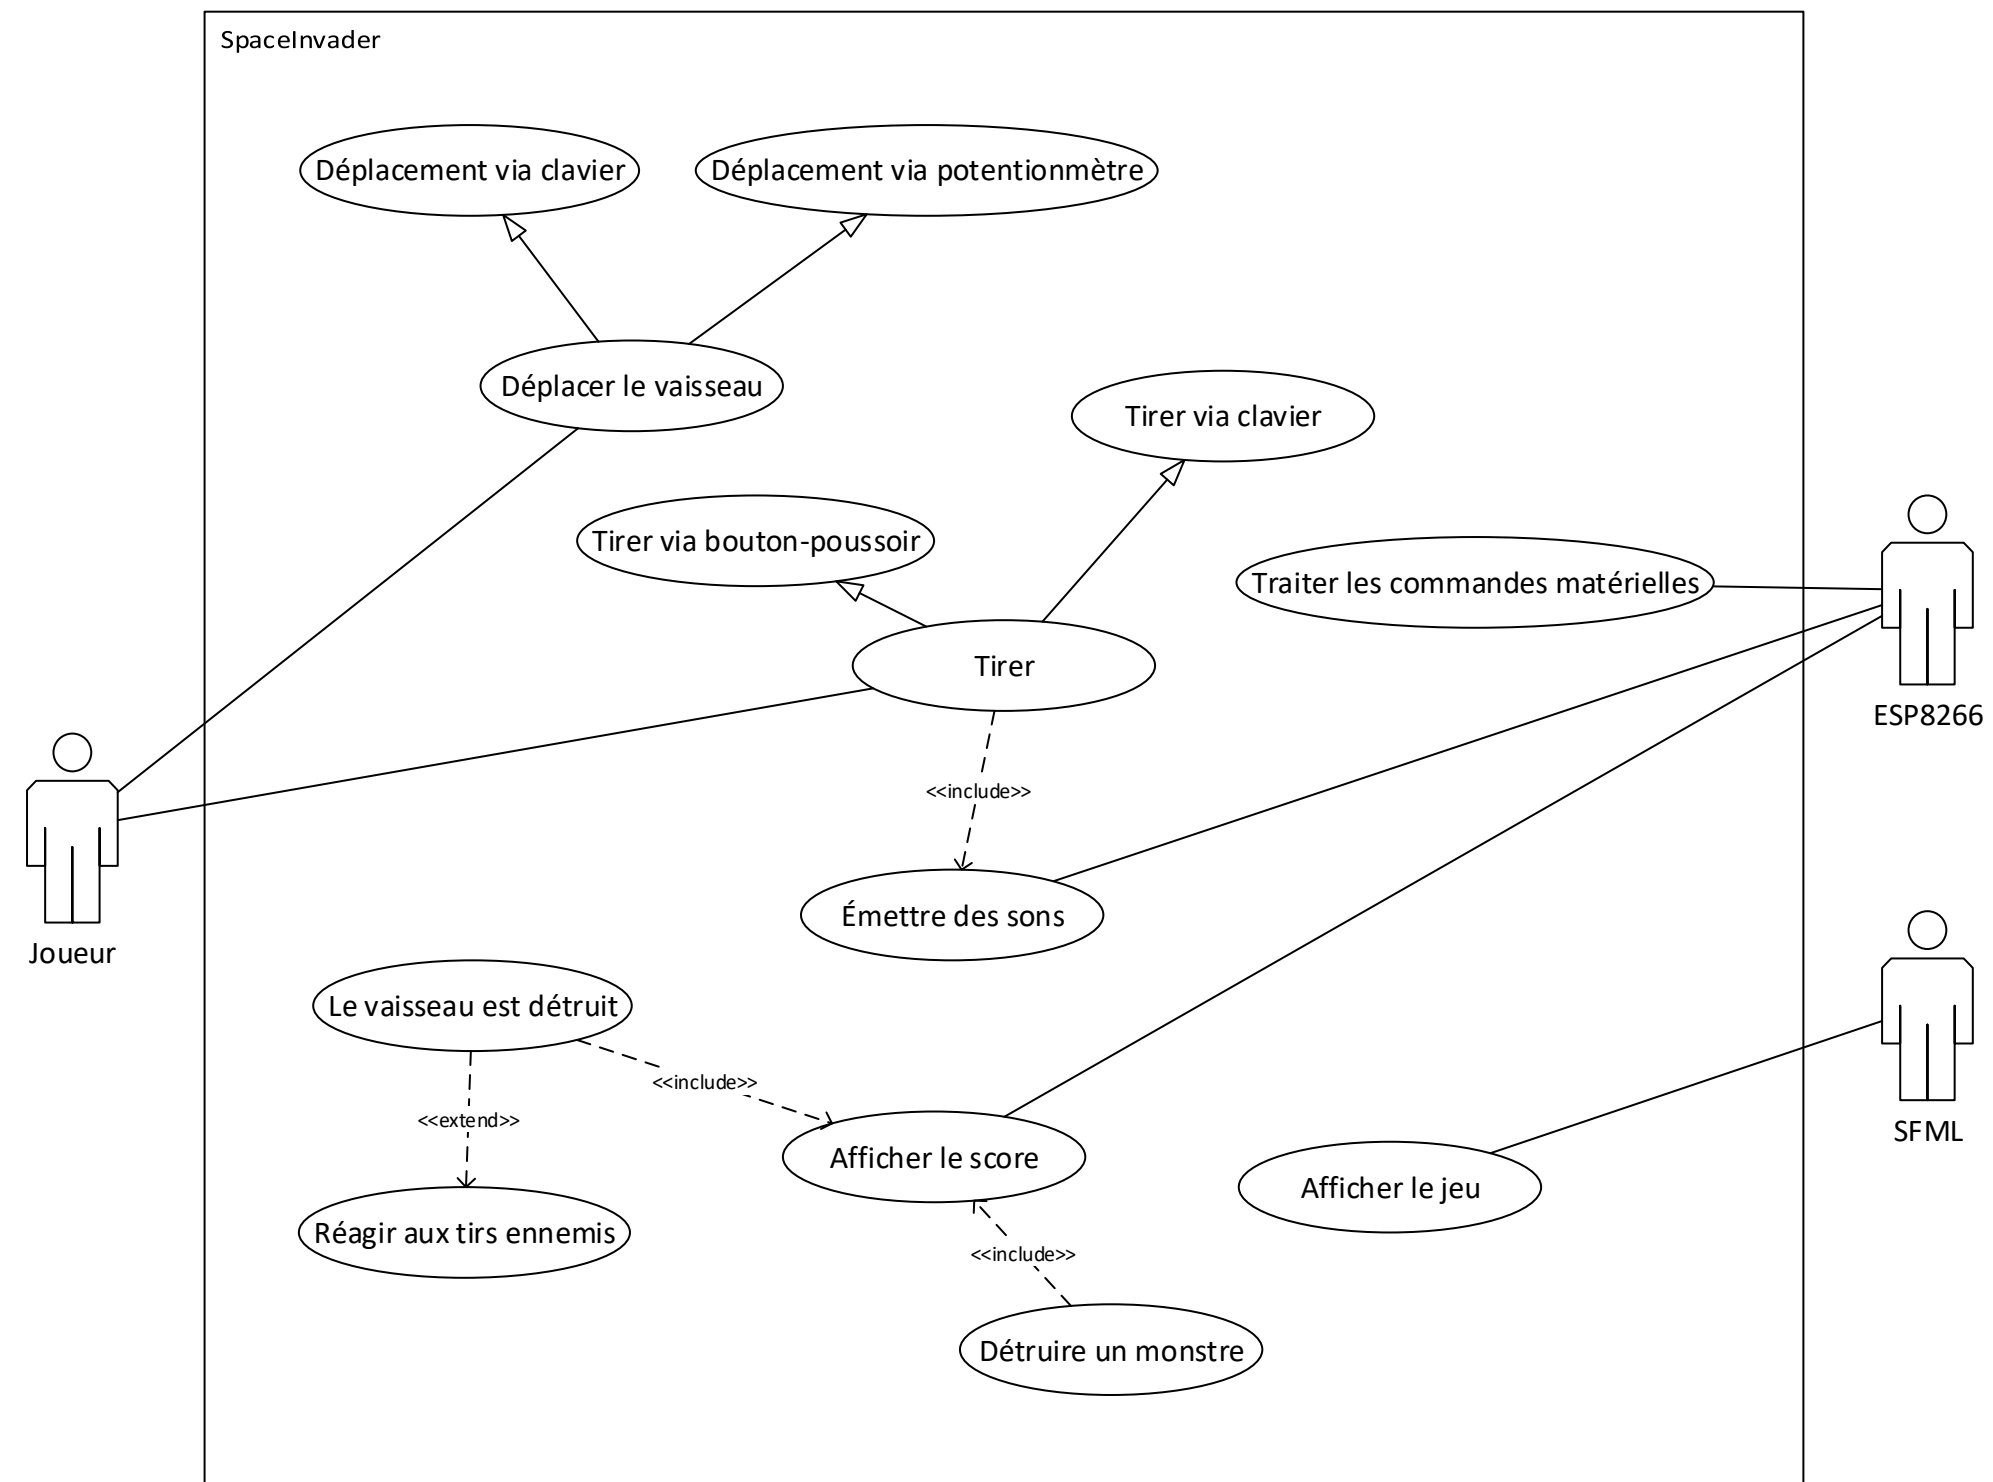 SpaceInvader
Déplacement via clavier
Déplacement via potentionmètre
Déplacer le vaisseau
Tirer via clavier
Tirer via bouton-poussoir
Traiter les commandes matérielles
Tirer
ESP8266
<<include>>
Émettre des sons
Joueur
Le vaisseau est détruit
<<include>>
<<extend>>
SFML
Afficher le score
Afficher le jeu
Réagir aux tirs ennemis
<<include>>
Détruire un monstre